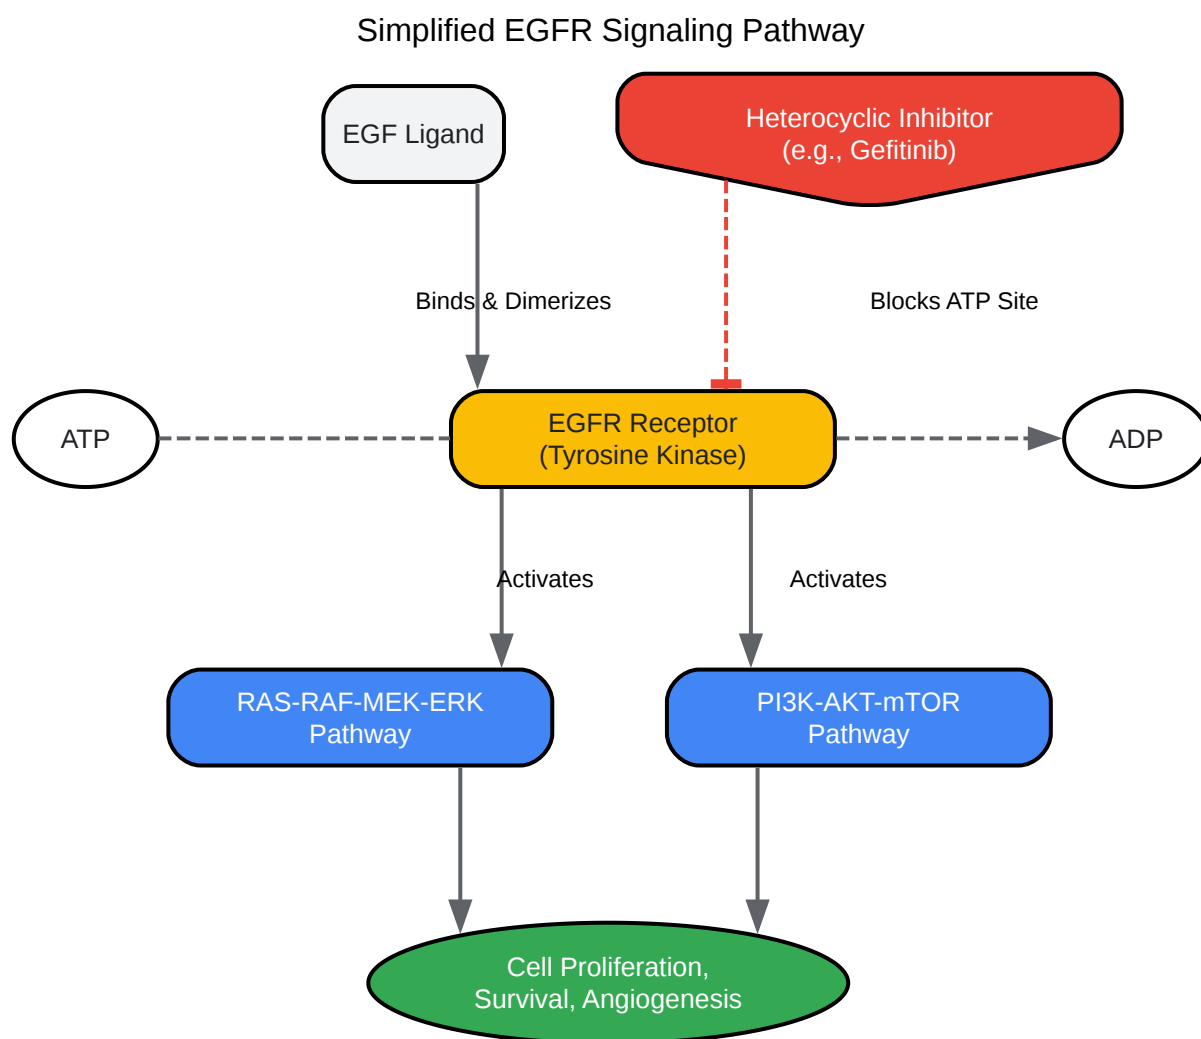 Simplified EGFR Signaling Pathway
EGF Ligand
Heterocyclic Inhibitor
(e.g., Gefitinib)
Binds & Dimerizes
Blocks ATP Site
ATP
EGFR Receptor
(Tyrosine Kinase)
ADP
Activates
Activates
RAS-RAF-MEK-ERK
Pathway
PI3K-AKT-mTOR
Pathway
Cell Proliferation,
Survival, Angiogenesis